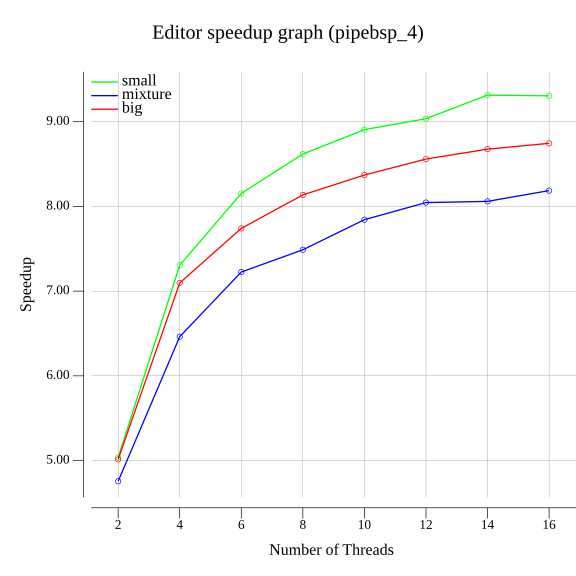 Editor speedup graph (pipebsp_4)
small
mixture
big
9.00
8.00
7.00
6.00
5.00
Speedup
2 4 6 8 10 12 14 16
Number of Threads